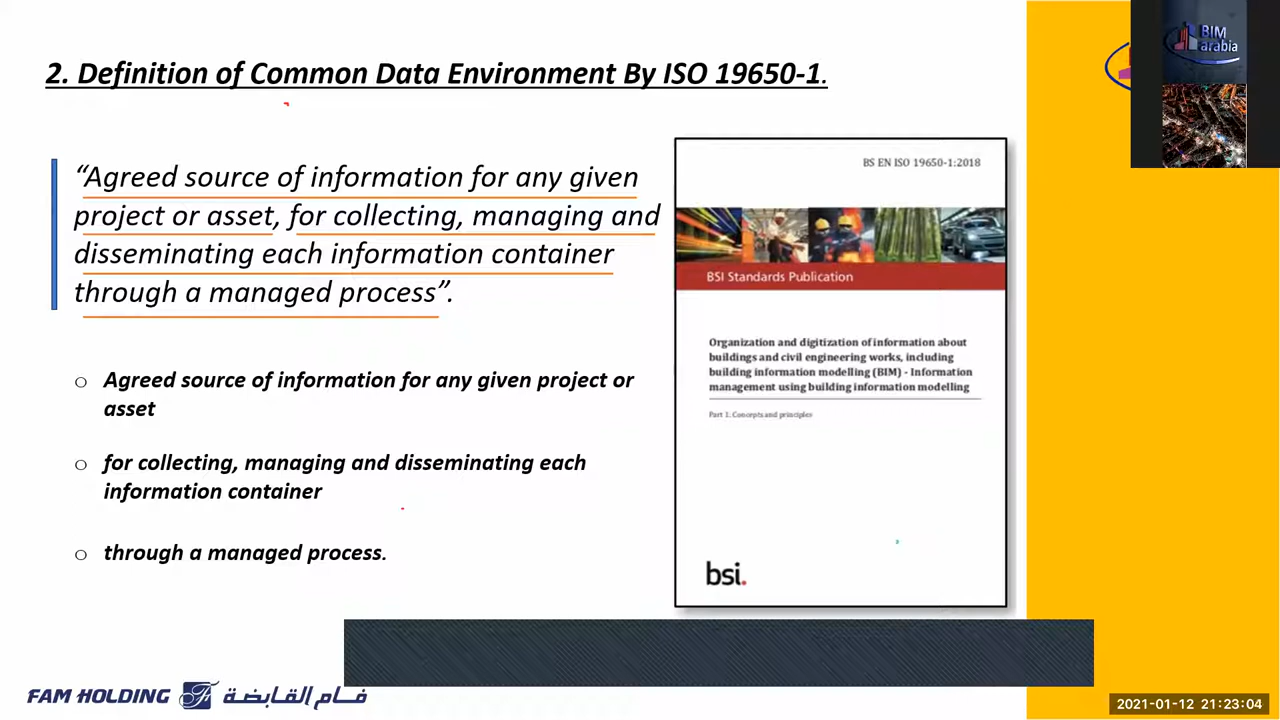 2. Definition of Common Data Environment By ISO 19650-1.
“Agreed source of information for any given
project or asset, for collecting, managing and
disseminating each information container
through a managed process”.
o Agreed source of information for any given project or
asset
o for collecting, managing and disseminating each
information container
o through a managed process.
BS EN ISO 19650-1:2018
BSI Standards Publication
Organization and digitization of information about
buildings and civil engineering works, including
building information modelling (BIM) - Information
management using building information modelling
Part 1: Concepts and principles
bsi.
BIM
arabia
FAM HOLDING فام القابضة
2021-01-12 21:23:04